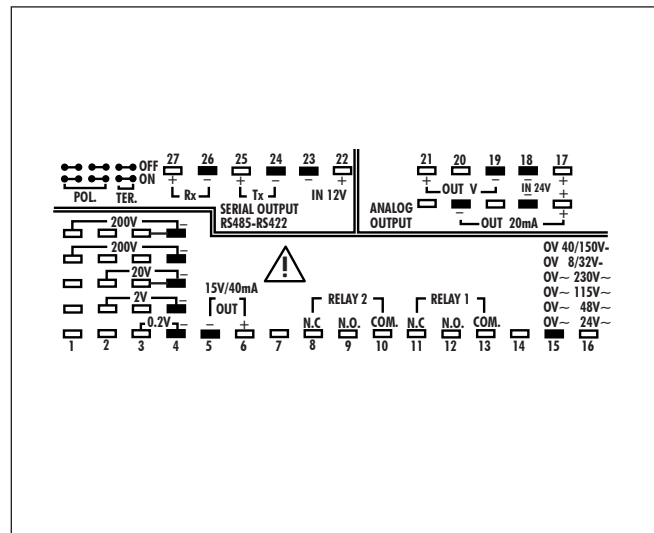 27 26 25 24 23 22 21 20 19 18 17
OFF
ON
+ − + − − + + − − +
POL. TER. Rx Tx IN 12V OUT V IN 24V +
SERIAL OUTPUT
RS485-RS422
ANALOG
OUTPUT
− OUT 20mA +
200V −
200V −
20V −
2V −
0.2V −
15V/40mA
OUT
− +
RELAY 2 RELAY 1
N.C N.O. COM. N.C N.O. COM.
OV 40/150V-
OV 8/32V-
OV~ 230V~
OV~ 115V~
OV~ 48V~
OV~ 24V~
!
1 2 3 4 5 6 7 8 9 10 11 12 13 14 15 16